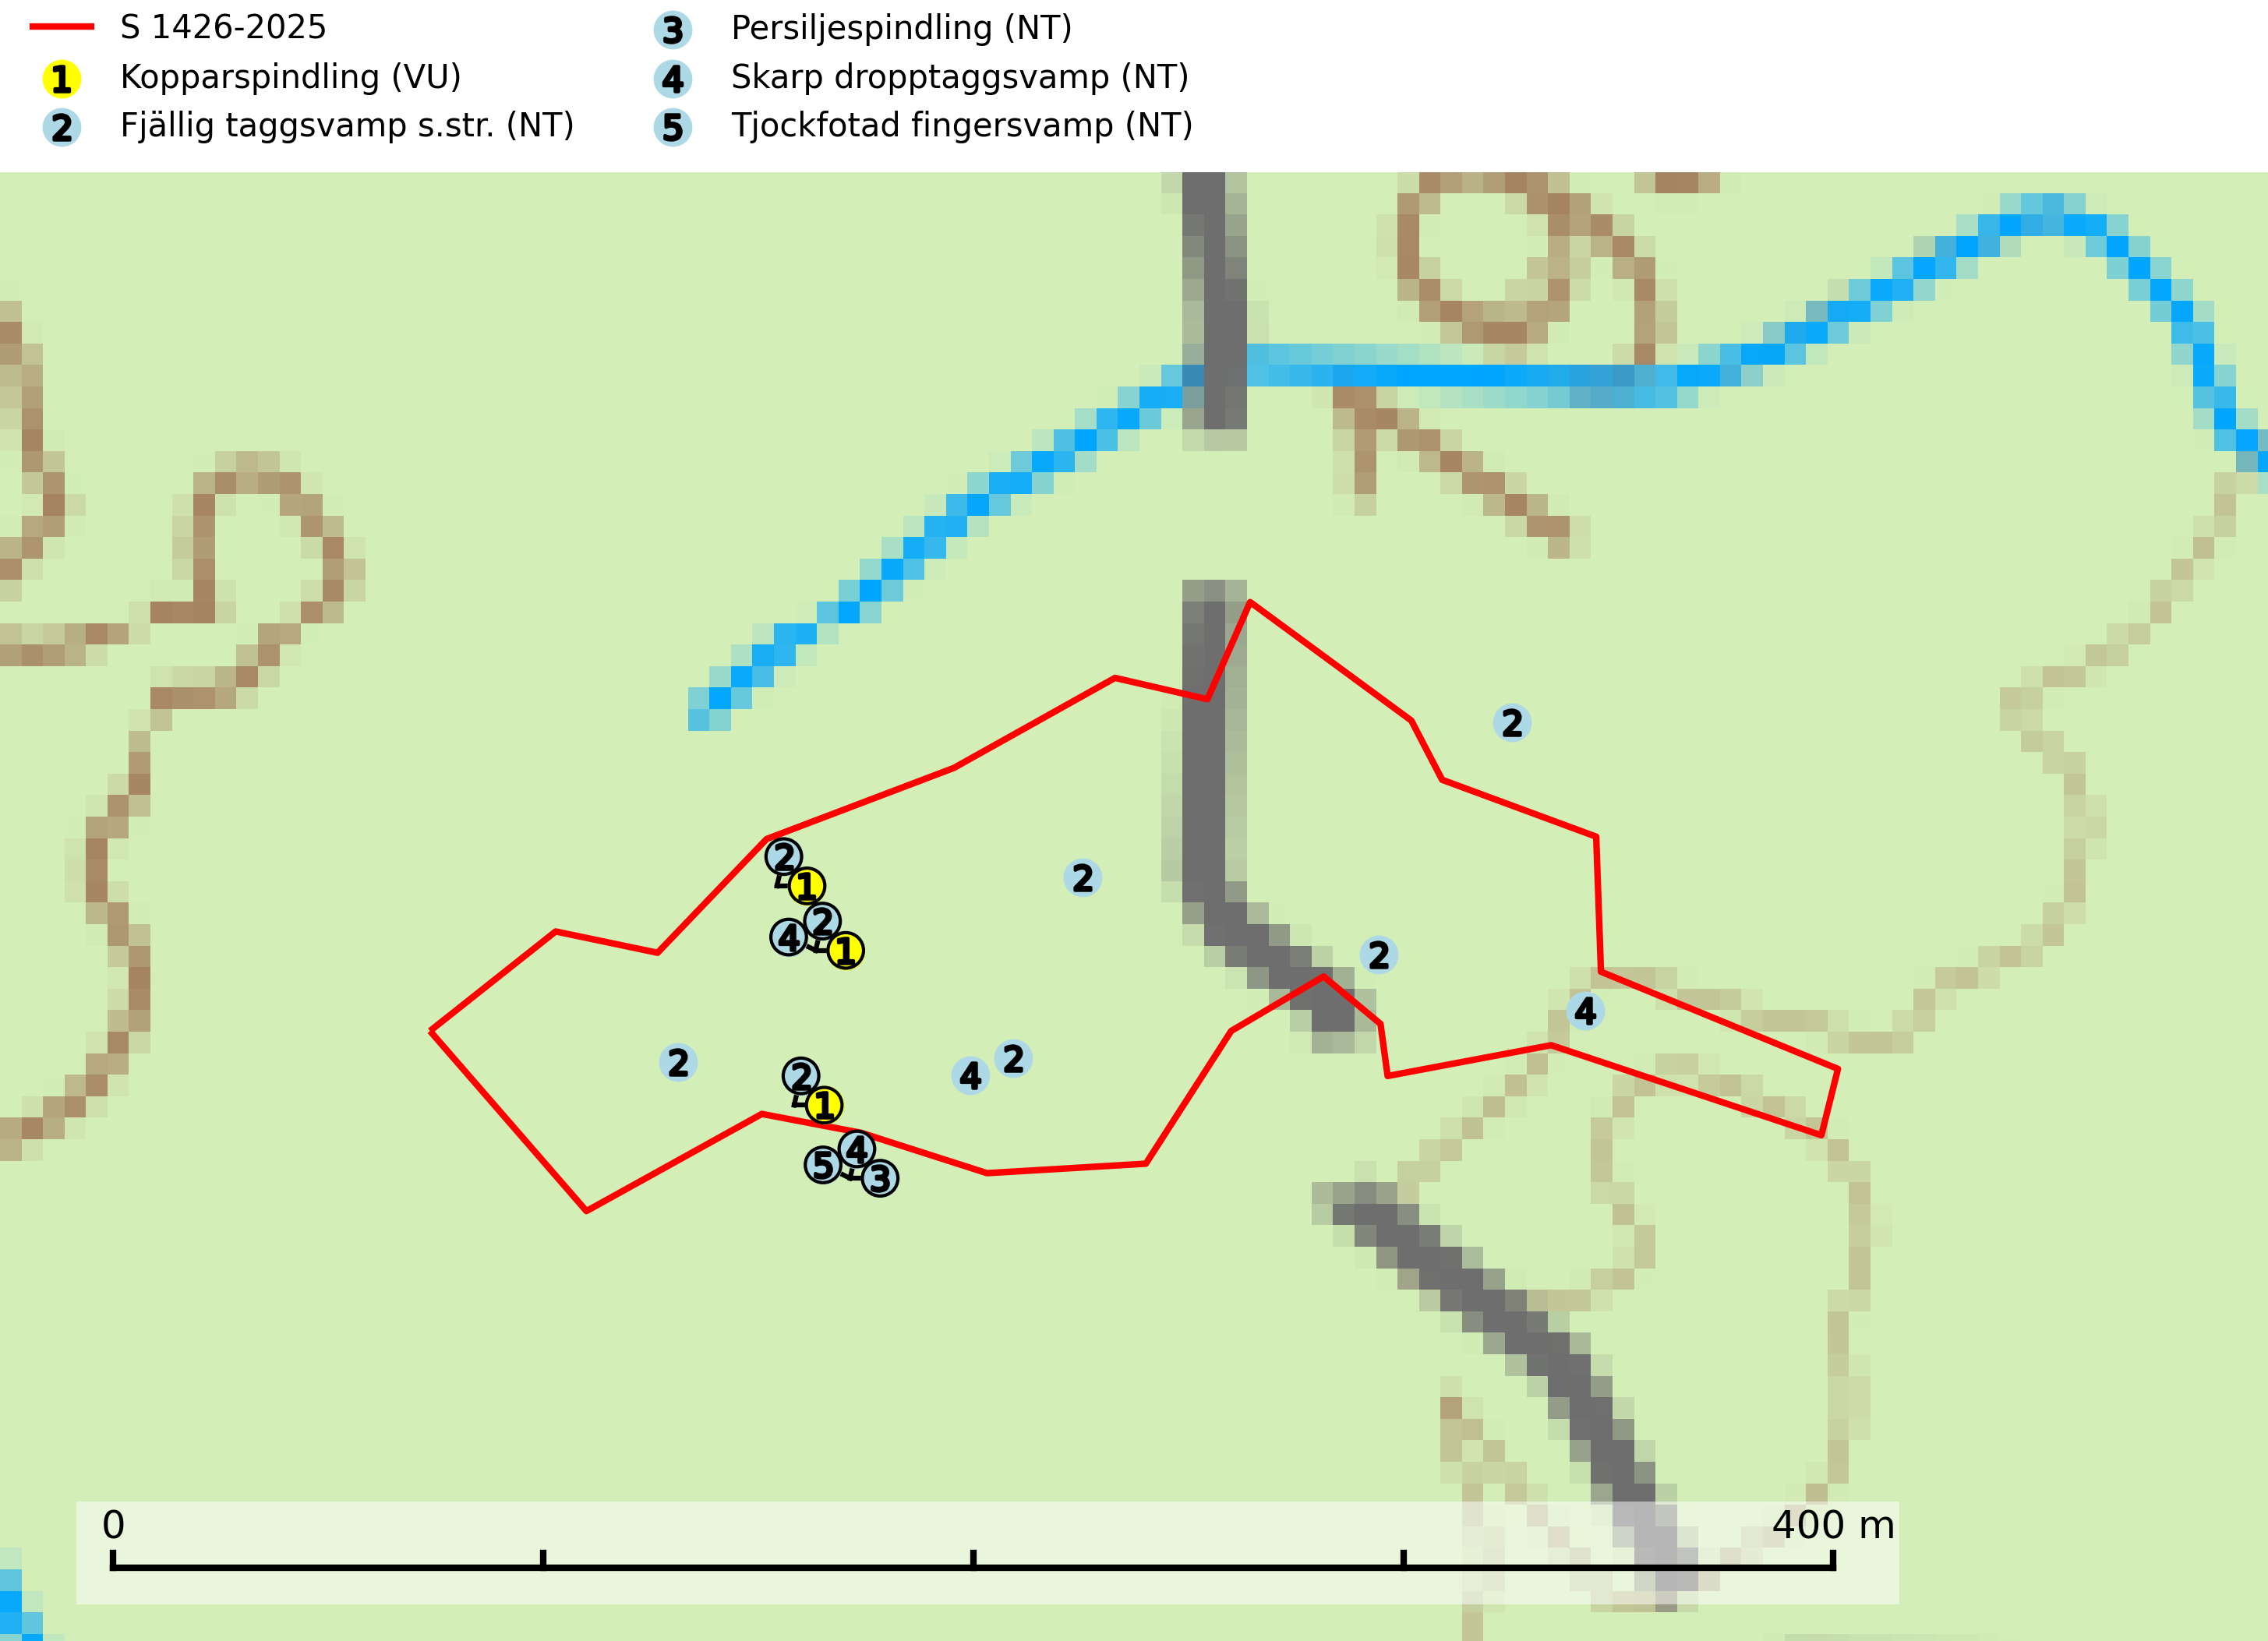 S 1426-2025
1 Kopparspindling (VU)
2 Fjällig taggsvamp s.str. (NT)
3 Persiljespindling (NT)
4 Skarp dropptaggsvamp (NT)
5 Tjockfotad fingersvamp (NT)
2
2
1
2
2
4
1
2
4
2
2
4
2
1
4
5
3
0
400 m